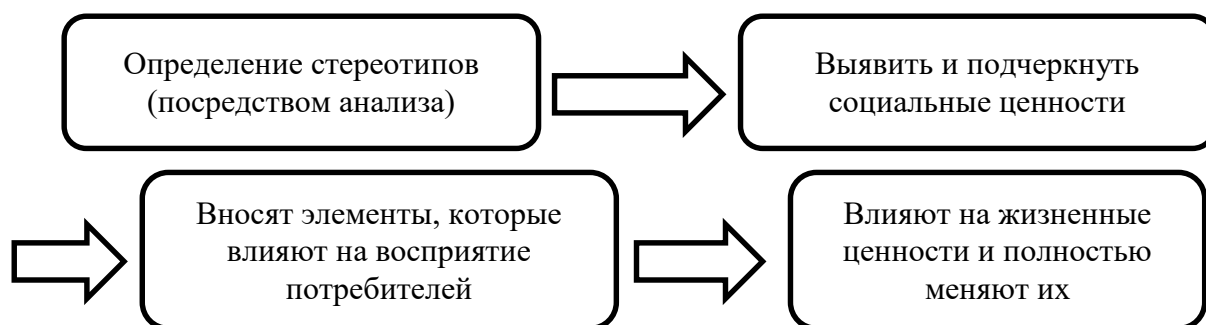 Определение стереотипов
(посредством анализа)
Выявить и подчеркнуть
социальные ценности
Вносят элементы, которые
влияют на восприятие
потребителей
Влияют на жизненные
ценности и полностью
меняют их